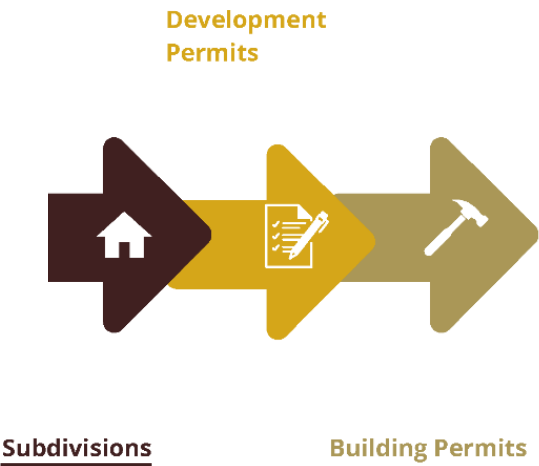 Development
Permits
Subdivisions
Building Permits